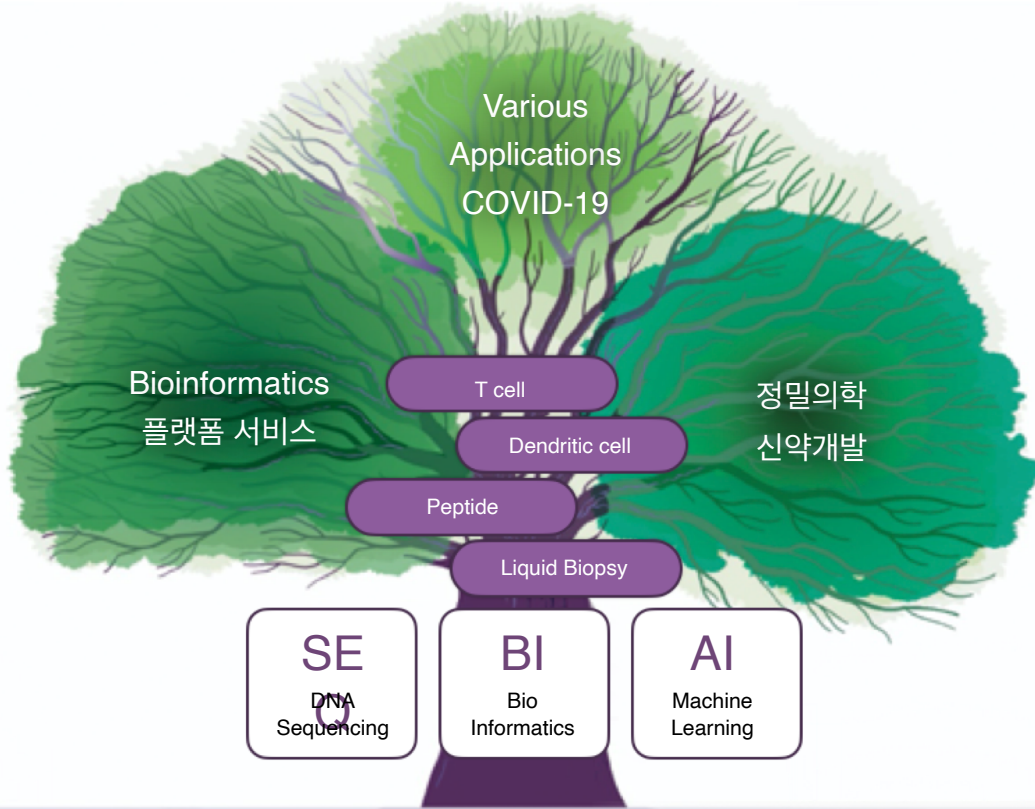 Various
Applications
COVID-19
Bioinformatics
플랫폼 서비스
정밀의학
신약개발
T cell
Dendritic cell
Peptide
Liquid Biopsy
SE
Q
DNA
Sequencing
BI
Bio
Informatics
AI
Machine
Learning